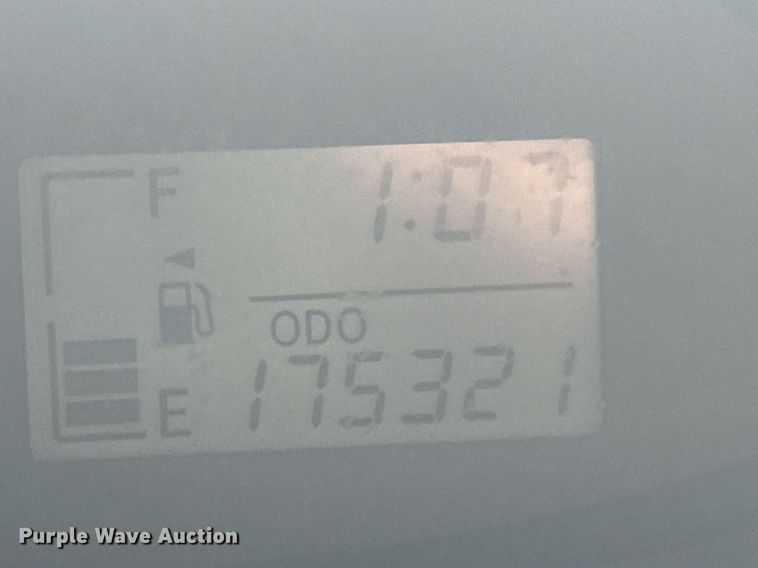 F
1:07
ODO
175321
E
Purple Wave Auction